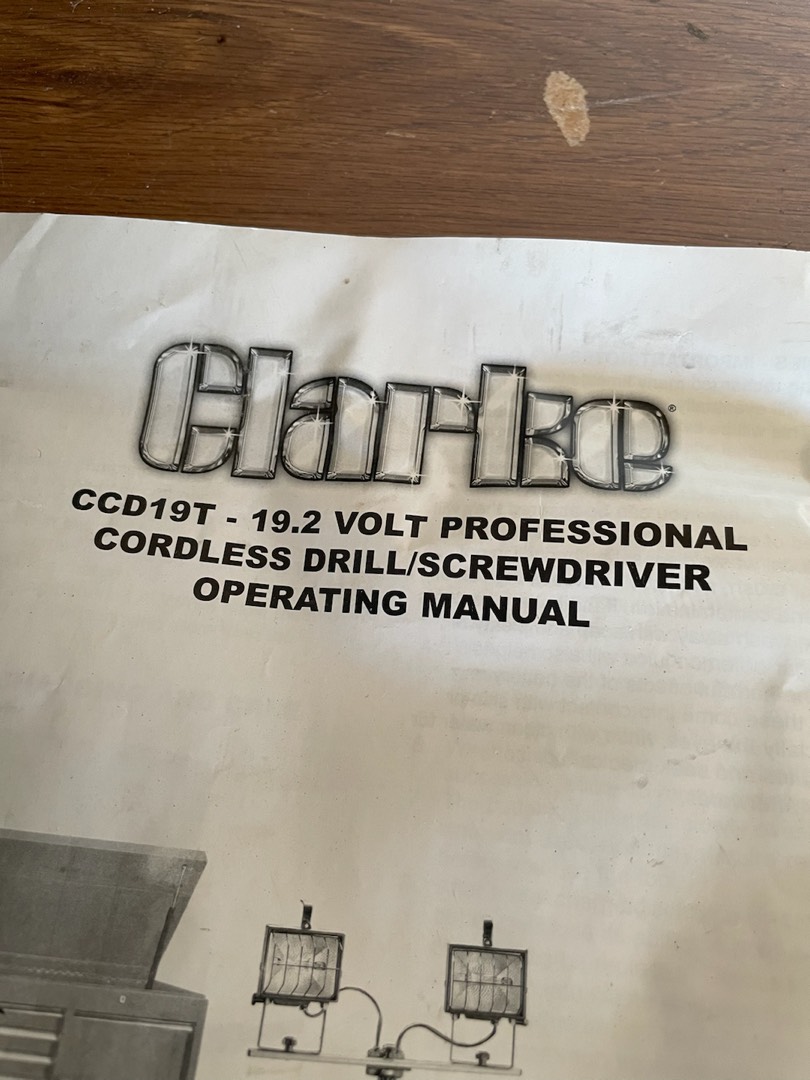 Clarke®
CCD19T - 19.2 VOLT PROFESSIONAL
CORDLESS DRILL/SCREWDRIVER
OPERATING MANUAL